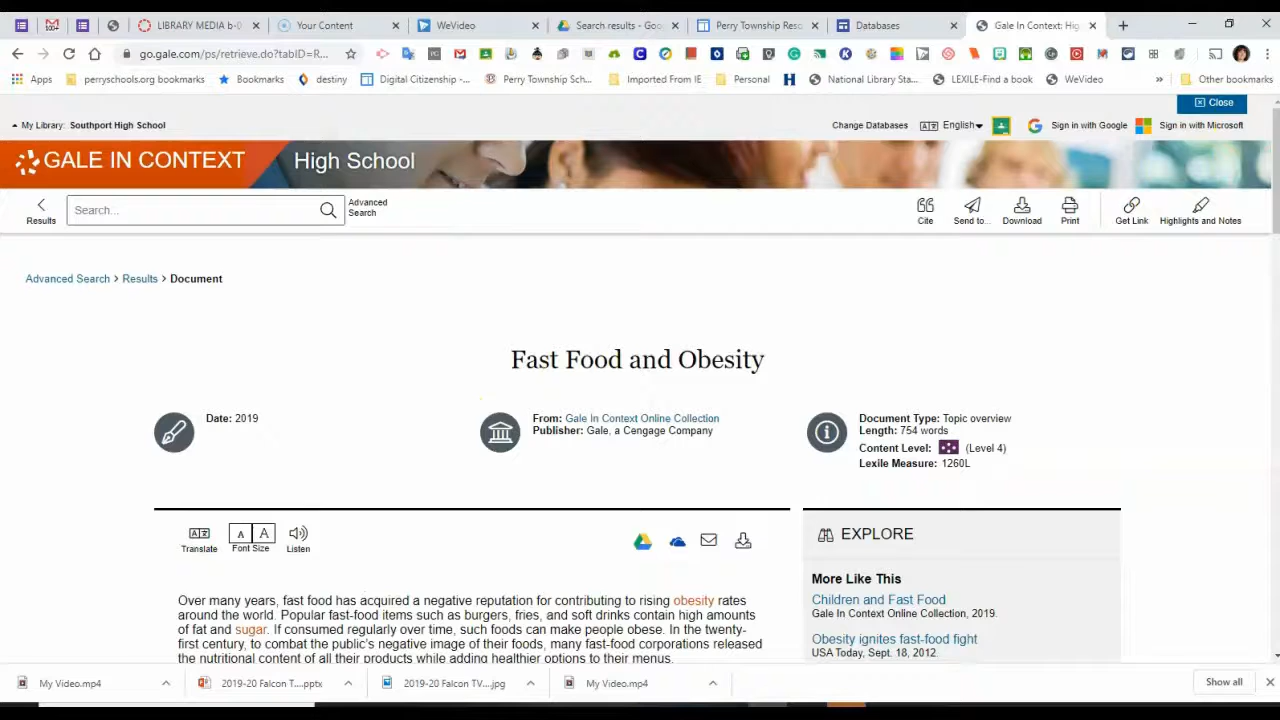 LIBRARY MEDIA b-0
Your Content
WeVideo
Search results - Goo
Perry Township Reso
Databases
Gale In Context: Hig
go.gale.com/ps/retrieve.do?tabID=R...
Apps
perryschools.org bookmarks
Bookmarks
destiny
Digital Citizenship -...
Perry Township Sch...
Imported From IE
Personal
National Library Sta...
LEXILE-Find a book
WeVideo
»
Other bookmarks
Close
My Library: Southport High School
Change Databases
English
Sign in with Google
Sign in with Microsoft
GALE IN CONTEXT
High School
Results
Search...
Advanced
Search
Cite
Send to...
Download
Print
Get Link
Highlights and Notes
Advanced Search > Results > Document
Fast Food and Obesity
Date: 2019
From: Gale In Context Online Collection
Publisher: Gale, a Cengage Company
Document Type: Topic overview
Length: 754 words
Content Level: (Level 4)
Lexile Measure: 1260L
Translate
A A
Font Size
Listen
Over many years, fast food has acquired a negative reputation for contributing to rising obesity rates
around the world. Popular fast-food items such as burgers, fries, and soft drinks contain high amounts
of fat and sugar. If consumed regularly over time, such foods can make people obese. In the twenty-
first century, to combat the public's negative image of their foods, many fast-food corporations released
the nutritional content of all their products while adding healthier options to their menus.
EXPLORE
More Like This
Children and Fast Food
Gale In Context Online Collection, 2019.
Obesity ignites fast-food fight
USA Today, Sept. 18, 2012.
My Video.mp4
2019-20 Falcon T....pptx
2019-20 Falcon TV....jpg
My Video.mp4
Show all